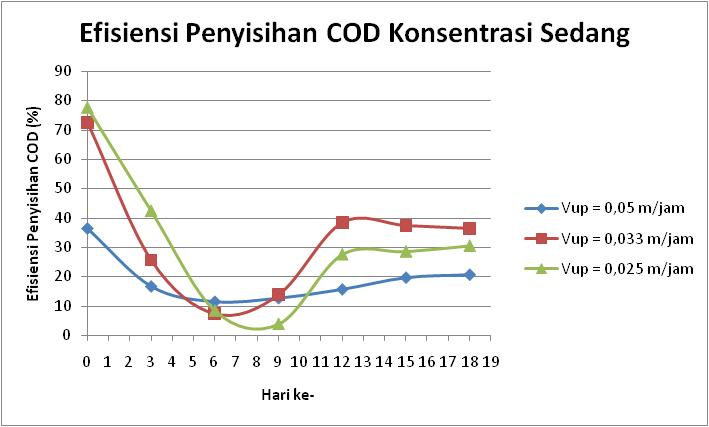 Efisiensi Penyisihan COD Konsentrasi Sedang
Efisiensi Penyisihan COD (%)
90
80
70
60
50
40
30
20
10
0
0 1 2 3 4 5 6 7 8 9 10 11 12 13 14 15 16 17 18 19
Hari ke-
Vup = 0,05 m/jam
Vup = 0,033 m/jam
Vup = 0,025 m/jam